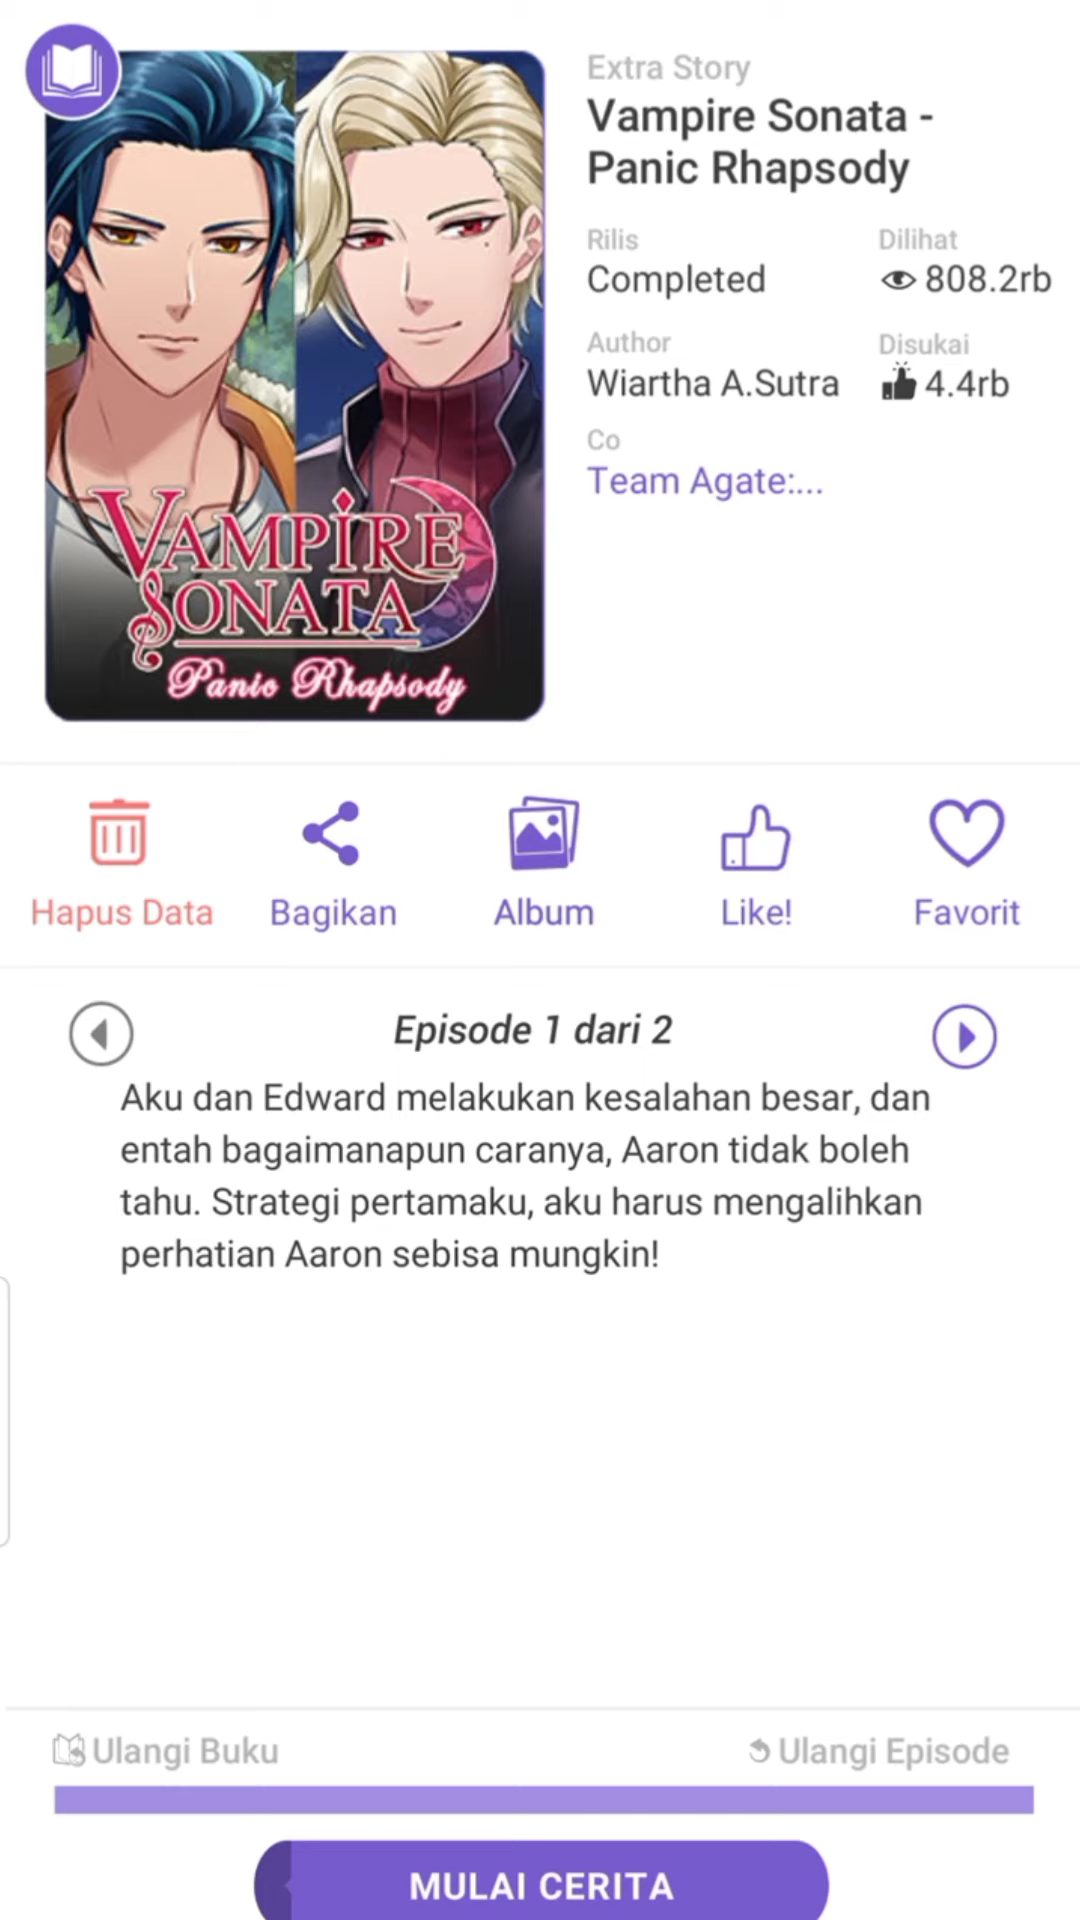 Extra Story
Vampire Sonata -
Panic Rhapsody
Rilis
Dilihat
Completed
808.2rb
Author
Disukai
Wiartha A.Sutra
4.4rb
Co
Team Agate:...
VAMPIRE
SONATA
Panic Rhapsody
Hapus Data
Bagikan
Album
Like!
Favorit
Episode 1 dari 2
Aku dan Edward melakukan kesalahan besar, dan
entah bagaimanapun caranya, Aaron tidak boleh
tahu. Strategi pertamaku, aku harus mengalihkan
perhatian Aaron sebisa mungkin!
Ulangi Buku
Ulangi Episode
MULAI CERITA